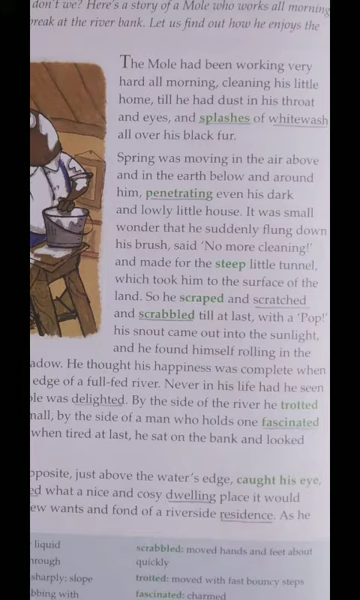 don't we? Here's a story of a Mole who works all morning
break at the river bank. Let us find out how he enjoys the
The Mole had been working very
hard all morning, cleaning his little
home, till he had dust in his throat
and eyes, and splashes of whitewash
all over his black fur.
Spring was moving in the air above
and in the earth below and around
him, penetrating even his dark
and lowly little house. It was small
wonder that he suddenly flung down
his brush, said 'No more cleaning!'
and made for the steep little tunnel,
which took him to the surface of the
land. So he scraped and scratched
and scrabbled till at last, with a 'Pop!'
his snout came out into the sunlight,
and he found himself rolling in the
adow. He thought his happiness was complete when
edge of a full-fed river. Never in his life had he seen
le was delighted. By the side of the river he trotted
nall, by the side of a man who holds one fascinated
when tired at last, he sat on the bank and looked
pposite, just above the water's edge, caught his eye.
ed what a nice and cosy dwelling place it would
ew wants and fond of a riverside residence. As he
liquid
hrough
sharply; slope
bbing with
scrabbled: moved hands and feet about
quickly
trotted: moved with fast bouncy steps
fascinated: charmed